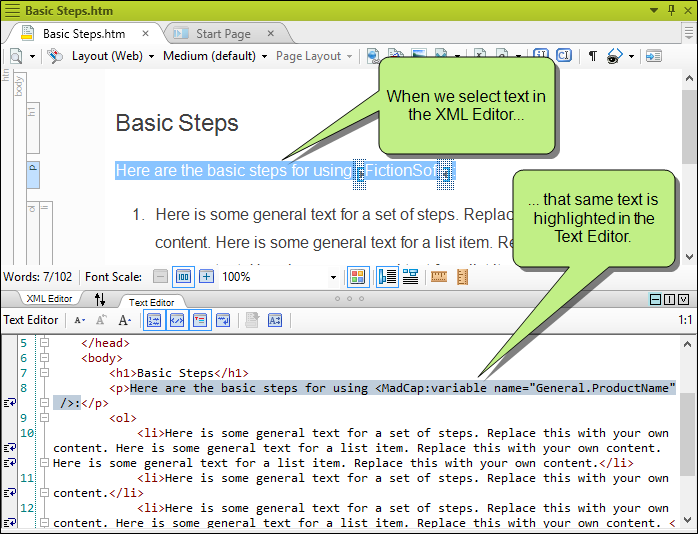 Basic Steps.htm
Basic Steps.htm
Start Page
Layout (Web)
Medium (default)
Page Layout
htm
body
h1
p
ol
li
When we select text in
the XML Editor...
Basic Steps
Here are the basic steps for using FictionSof
... that same text is
highlighted in the
Text Editor.
1. Here is some general text for a set of steps. Replac
content. Here is some general text for a list item. R
Words: 7/102
Font Scale:
100
100%
XML Editor
Text Editor
Text Editor
1:1
5 </head>
6 <body>
7 <h1>Basic Steps</h1>
8 <p>Here are the basic steps for using <MadCap:variable name="General.ProductName"
/>:</p>
9 <ol>
10 <li>Here is some general text for a set of steps. Replace this with your own
content. Here is some general text for a list item. Replace this with your own content.
Here is some general text for a list item. Replace this with your own content.</li>
11 <li>Here is some general text for a set of steps. Replace this with your own
content.</li>
12 <li>Here is some general text for a set of steps. Replace this with your own
content. Here is some general text for a list item. Replace this with your own content. <